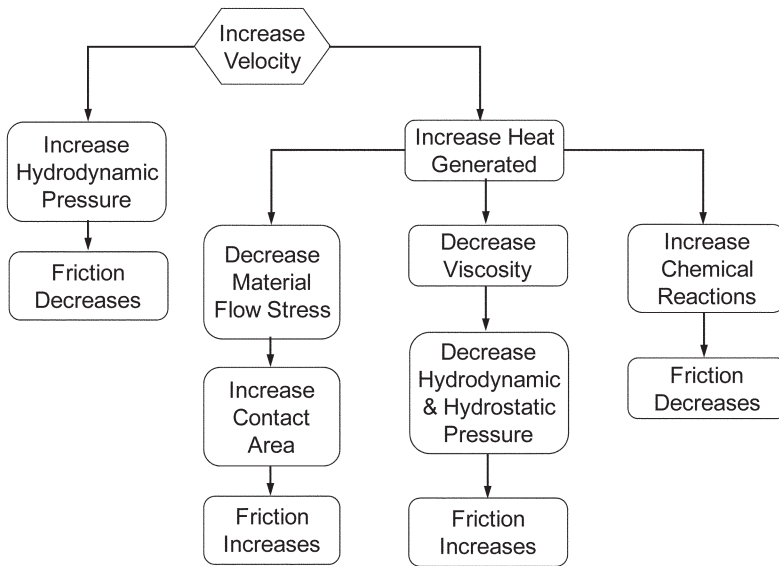 Increase
Velocity
Increase
Hydrodynamic
Pressure
Friction
Decreases
Increase Heat
Generated
Decrease
Material
Flow Stress
Increase
Contact
Area
Friction
Increases
Decrease
Viscosity
Decrease
Hydrodynamic
& Hydrostatic
Pressure
Friction
Increases
Increase
Chemical
Reactions
Friction
Decreases